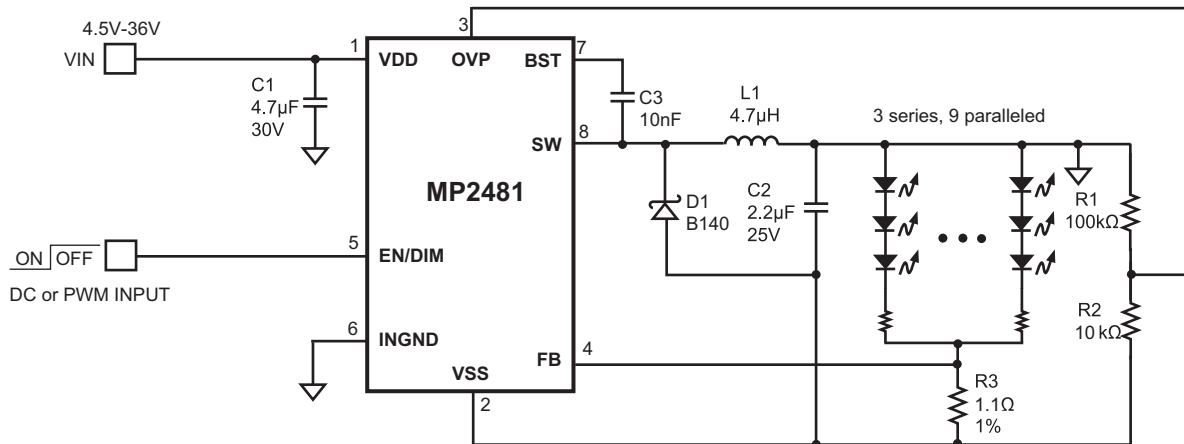 4.5V-36V
VIN
C1
4.7µF
30V
1
VDD
3
OVP
BST
7
C3
10nF
SW
8
L1
4.7µH
3 series, 9 paralleled
MP2481
D1
B140
C2
2.2µF
25V
R1
100kΩ
R2
10 kΩ
ON OFF
5
EN/DIM
DC or PWM INPUT
6
INGND
VSS
2
FB
4
R3
1.1Ω
1%